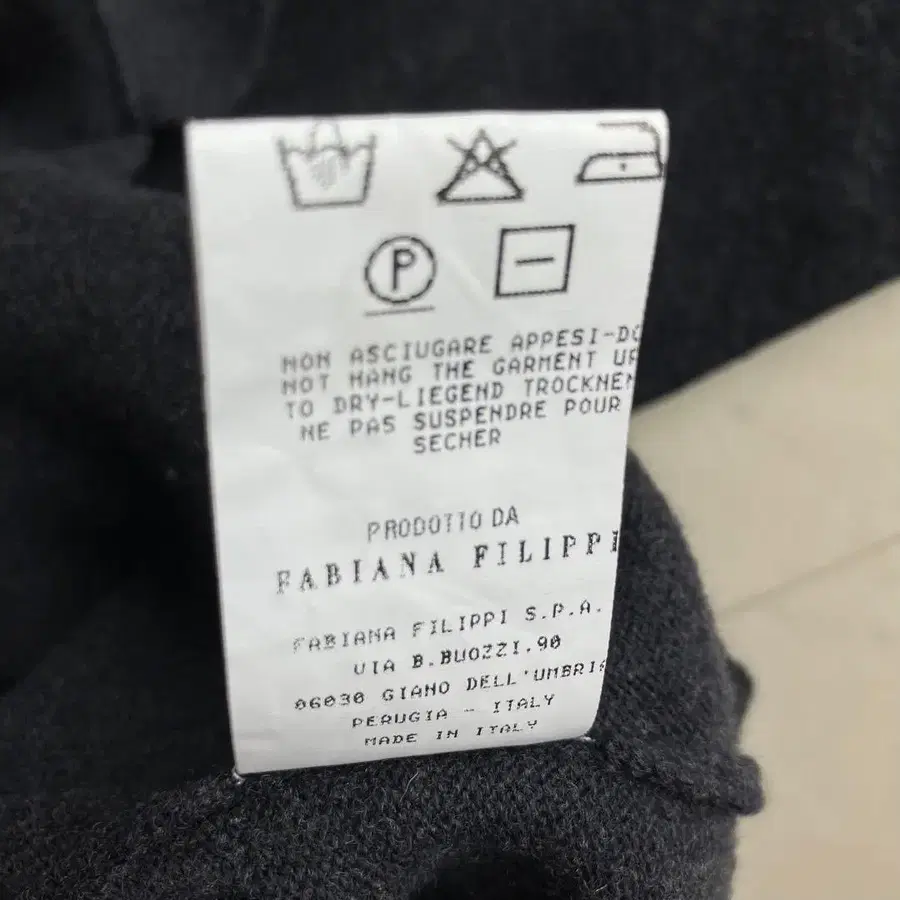 P
NON ASCIUGARE APPESI-DO
NOT HANG THE GARMENT UP
TO DRY-LIEGEND TROCKNEN
NE PAS SUSPENDRE POUR
SECHER
PRODOTTO DA
FABIANA FILIPPI
FABIANA FILIPPI S.P.A.
VIA B.BUOZZI.90
06030 GIANO DELL'UMBRIA
PERUGIA - ITALY
MADE IN ITALY